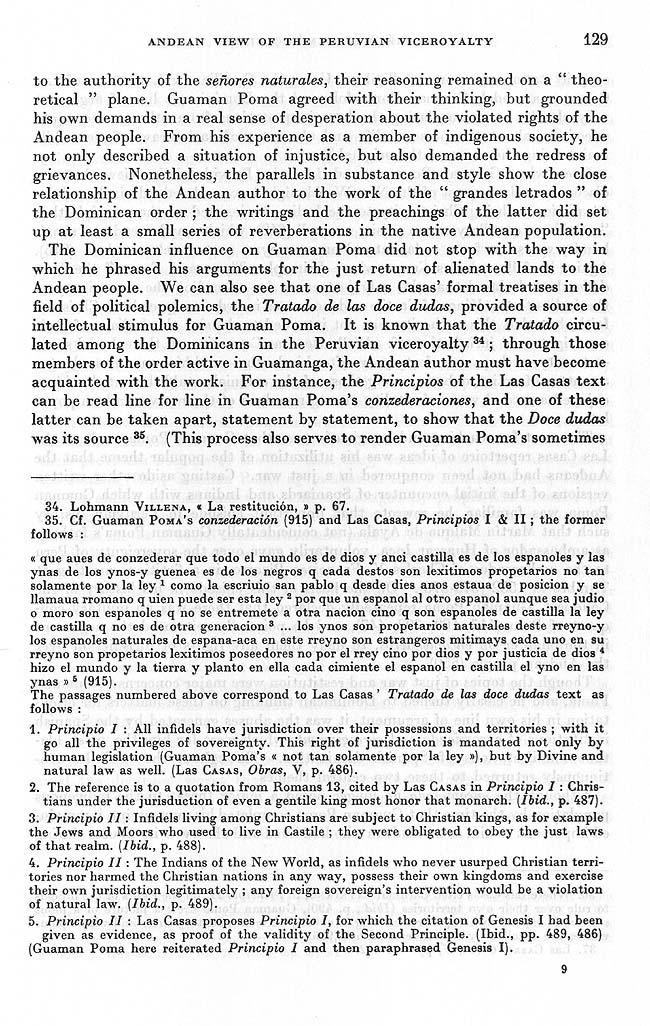 ANDEAN VIEW OF THE PERUVIAN VICEROYALTY 129
to the authority of the señores naturales, their reasoning remained on a “ theo-
retical ” plane. Guaman Poma agreed with their thinking, but grounded
his own demands in a real sense of desperation about the violated rights of the
Andean people. From his experience as a member of indigenous society, he
not only described a situation of injustice, but also demanded the redress of
grievances. Nonetheless, the parallels in substance and style show the close
relationship of the Andean author to the work of the “ grandes letrados ” of
the Dominican order ; the writings and the preachings of the latter did set
up at least a small series of reverberations in the native Andean population.
The Dominican influence on Guaman Poma did not stop with the way in
which he phrased his arguments for the just return of alienated lands to the
Andean people. We can also see that one of Las Casas’ formal treatises in the
field of political polemics, the Tratado de las doce dudas, provided a source of
intellectual stimulus for Guaman Poma. It is known that the Tratado circu-
lated among the Dominicans in the Peruvian viceroyalty 34 ; through those
members of the order active in Guamanga, the Andean author must have become
acquainted with the work. For instance, the Principios of the Las Casas text
can be read line for line in Guaman Poma’s conzederaciones, and one of these
latter can be taken apart, statement by statement, to show that the Doce dudas
was its source 35. (This process also serves to render Guaman Poma’s sometimes
34. Lohmann VILLENA, « La restitución, » p. 67.
35. Cf. Guaman POMA’s conzederación (915) and Las Casas, Principios I & II ; the former
follows :
« que aues de conzederar que todo el mundo es de dios y anci castilla es de los espanoles y las
ynas de los ynos-y guenea es de los negros q cada destos son lexitimos propetarios no tan
solamente por la ley 1 como la escriuio san pablo q desde dies anos estaua de posicion y se
llamaua rromano q uien puede ser esta ley 2 por que un espanol al otro espanol aunque sea judio
o moro son espanoles q no se entremete a otra nacion cino q son espanoles de castilla la ley
de castilla q no es de otra generacion 3 ... los ynos son propetarios naturales deste rreyno-y
los espanoles naturales de espana-aca en este rreyno son estrangeros mitimays cada uno en su
rreyno son propetarios lexitimos poseedores no por el rrey cino por dios y por justicia de dios 4
hizo el mundo y la tierra y planto en ella cada cimiente el espanol en castilla el yno en las
ynas » 5 (915).
The passages numbered above correspond to Las Casas ’ Tratado de las doce dudas text as
follows :
1. Principio I : All infidels have jurisdiction over their possessions and territories ; with it
go all the privileges of sovereignty. This right of jurisdiction is mandated not only by
human legislation (Guaman Poma’s « not tan solamente por la ley »), but by Divine and
natural law as well. (Las CASAS, Obras, V, p. 486).
2. The reference is to a quotation from Romans 13, cited by Las CASAS in Principio I : Chris-
tians under the jurisduction of even a gentile king most honor that monarch. (Ibid., p. 487).
3. Principio II : Infidels living among Christians are subject to Christian kings, as for example
the Jews and Moors who used to live in Castile ; they were obligated to obey the just laws
of that realm. (Ibid., p. 488).
4. Principio II : The Indians of the New World, as infidels who never usurped Christian terri-
tories nor harmed the Christian nations in any way, possess their own kingdoms and exercise
their own jurisdiction legitimately ; any foreign sovereign’s intervention would be a violation
of natural law. (Ibid., p. 489).
5. Principio II : Las Casas proposes Principio I, for which the citation of Genesis I had been
given as evidence, as proof of the validity of the Second Principle. (Ibid., pp. 489, 486)
(Guaman Poma here reiterated Principio I and then paraphrased Genesis I).
9